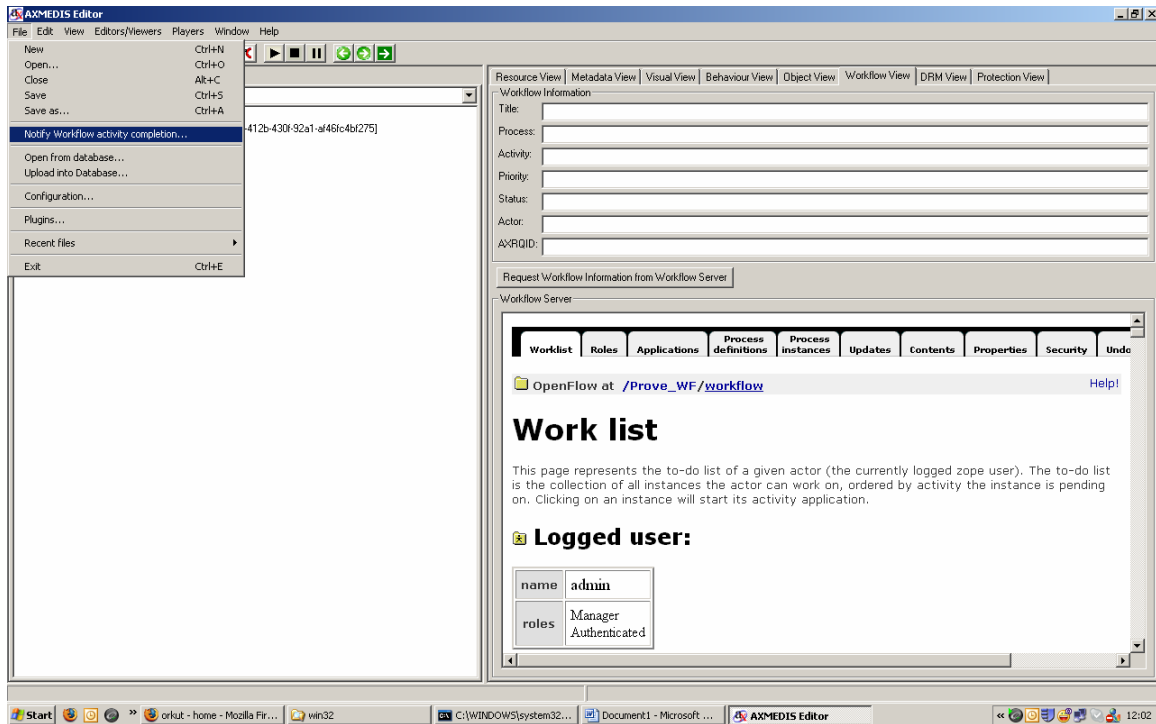 AXMEDIS Editor
File Edit View Editors/Viewers Players Window Help
New Ctrl+N
Open... Ctrl+O
Close Alt+C
Save Ctrl+S
Save as... Ctrl+A
Notify Workflow activity completion...
Open from database...
Upload into Database...
Configuration...
Plugins...
Recent files
Exit Ctrl+E
-412b-430f-92a1-af46fc4bf275]
Resource View Metadata View Visual View Behaviour View Object View Workflow View DRM View Protection View
Workflow Information
Title:
Process:
Activity:
Priority:
Status:
Actor:
AXRQID:
Request Workflow Information from Workflow Server
Workflow Server
Worklist Roles Applications Process definitions Process instances Updates Contents Properties Security Undo
OpenFlow at /Prove_WF/workflow Help!
Work list
This page represents the to-do list of a given actor (the currently logged zope user). The to-do list
is the collection of all instances the actor can work on, ordered by activity the instance is pending
on. Clicking on an instance will start its activity application.
Logged user:
name admin
roles Manager
Authenticated
Start » orkut - home - Mozilla Fir... win32 C:\WINDOWS\system32... Document1 - Microsoft ... AXMEDIS Editor « 12:02